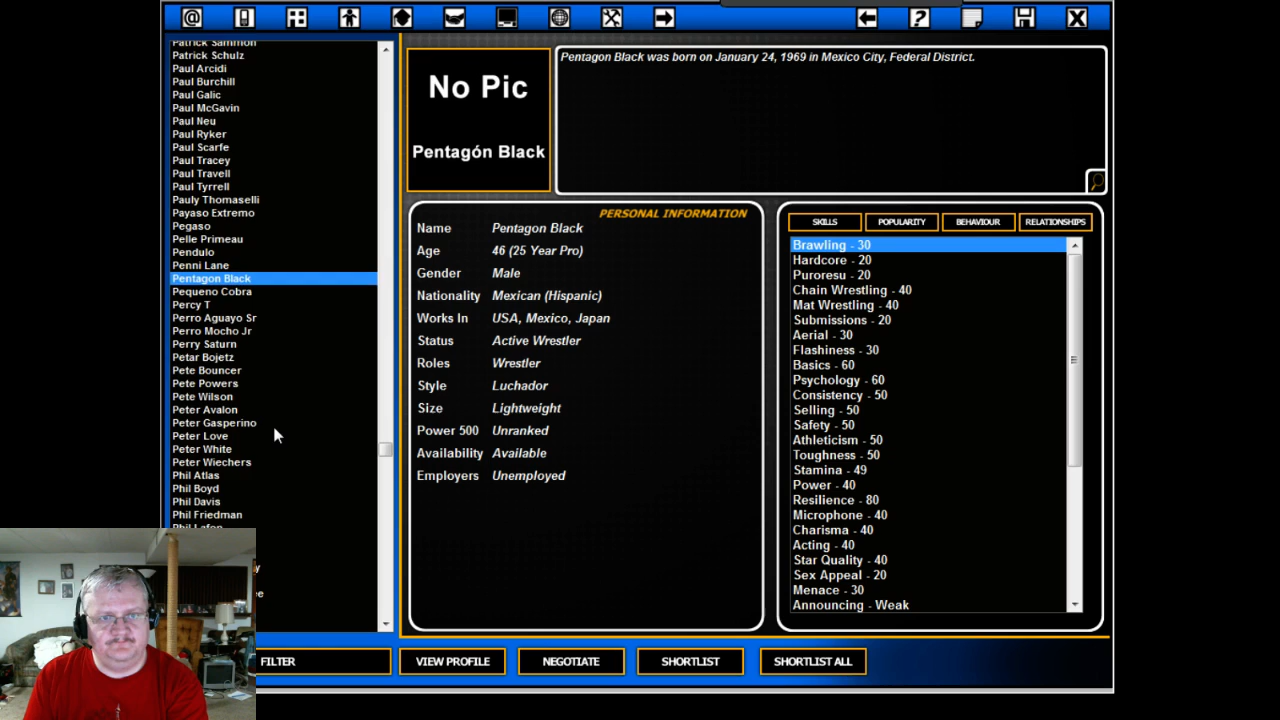 @
?
X
Patrick Sammon
Patrick Schulz
Paul Arcidi
Paul Burchill
Paul Galic
Paul McGavin
Paul Neu
Paul Ryker
Paul Scarfe
Paul Tracey
Paul Travell
Paul Tyrrell
Pauly Thomaselli
Payaso Extremo
Pegaso
Pelle Primeau
Pendulo
Penni Lane
Pentagon Black
Pequeno Cobra
Percy T
Perro Aguayo Sr
Perro Mocho Jr
Perry Saturn
Petar Bojetz
Pete Bouncer
Pete Powers
Pete Wilson
Peter Avalon
Peter Gasperino
Peter Love
Peter White
Peter Wiechers
Phil Atlas
Phil Boyd
Phil Davis
Phil Friedman
Phil Lafon
No Pic
Pentagón Black
Pentagon Black was born on January 24, 1969 in Mexico City, Federal District.
PERSONAL INFORMATION
Name Pentagon Black
Age 46 (25 Year Pro)
Gender Male
Nationality Mexican (Hispanic)
Works In USA, Mexico, Japan
Status Active Wrestler
Roles Wrestler
Style Luchador
Size Lightweight
Power 500 Unranked
Availability Available
Employers Unemployed
SKILLS POPULARITY BEHAVIOUR RELATIONSHIPS
Brawling - 30
Hardcore - 20
Puroresu - 20
Chain Wrestling - 40
Mat Wrestling - 40
Submissions - 20
Aerial - 30
Flashiness - 30
Basics - 60
Psychology - 60
Consistency - 50
Selling - 50
Safety - 50
Athleticism - 50
Toughness - 50
Stamina - 49
Power - 40
Resilience - 80
Microphone - 40
Charisma - 40
Acting - 40
Star Quality - 40
Sex Appeal - 20
Menace - 30
Announcing - Weak
FILTER VIEW PROFILE NEGOTIATE SHORTLIST SHORTLIST ALL